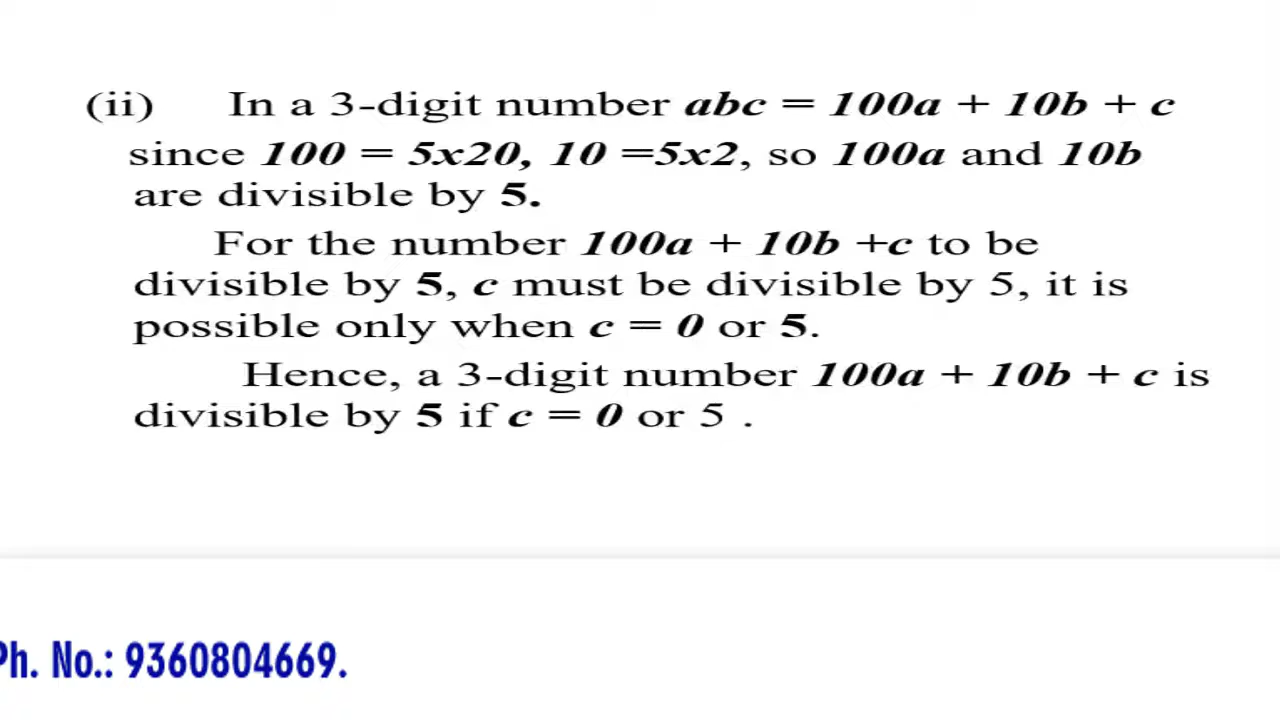 (ii) In a 3-digit number abc = 100a + 10b + c
since 100 = 5x20, 10 =5x2, so 100a and 10b
are divisible by 5.
For the number 100a + 10b +c to be
divisible by 5, c must be divisible by 5, it is
possible only when c = 0 or 5.
Hence, a 3-digit number 100a + 10b + c is
divisible by 5 if c = 0 or 5 .
Ph. No.: 9360804669.